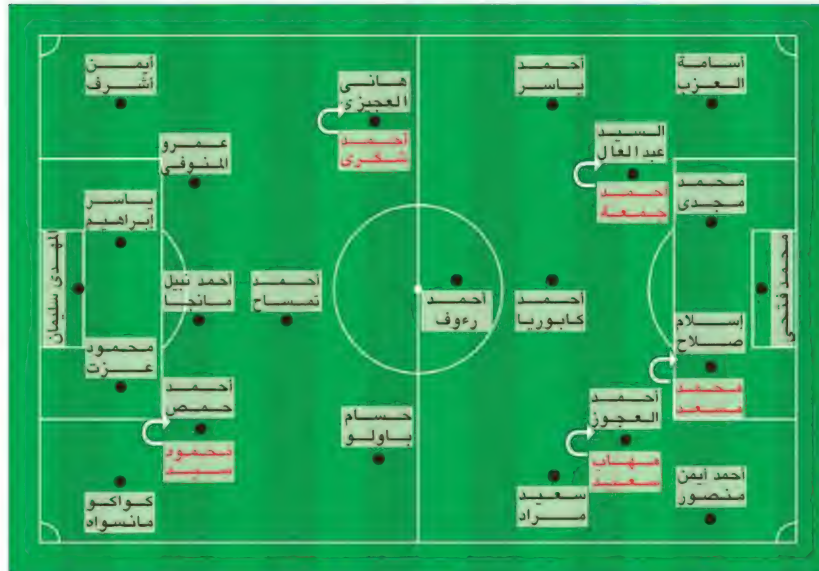 أيمن
أشرف
هانى
العجيزى
أحمد
شكرى
أحمد
ياسر
أسامة
العزب
عمرو
المنوفى
السيد
عبدالعال
أحمد
جمعة
محمد
مجدى
ياسر
إبراهيم
المهدى سليمان
أحمد نبيل
مانجا
أحمد
تمساح
أحمد
رءوف
أحمد
كابوريا
محمد فتحى
إسلام
صلاح
محمد
مسعد
محمود
عزت
أحمد
حمص
محمود
سيد
حسام
باولو
أحمد
العجوز
مهاب
سعيد
كواكو
مانسواه
سعيد
مراد
أحمد أيمن
منصور